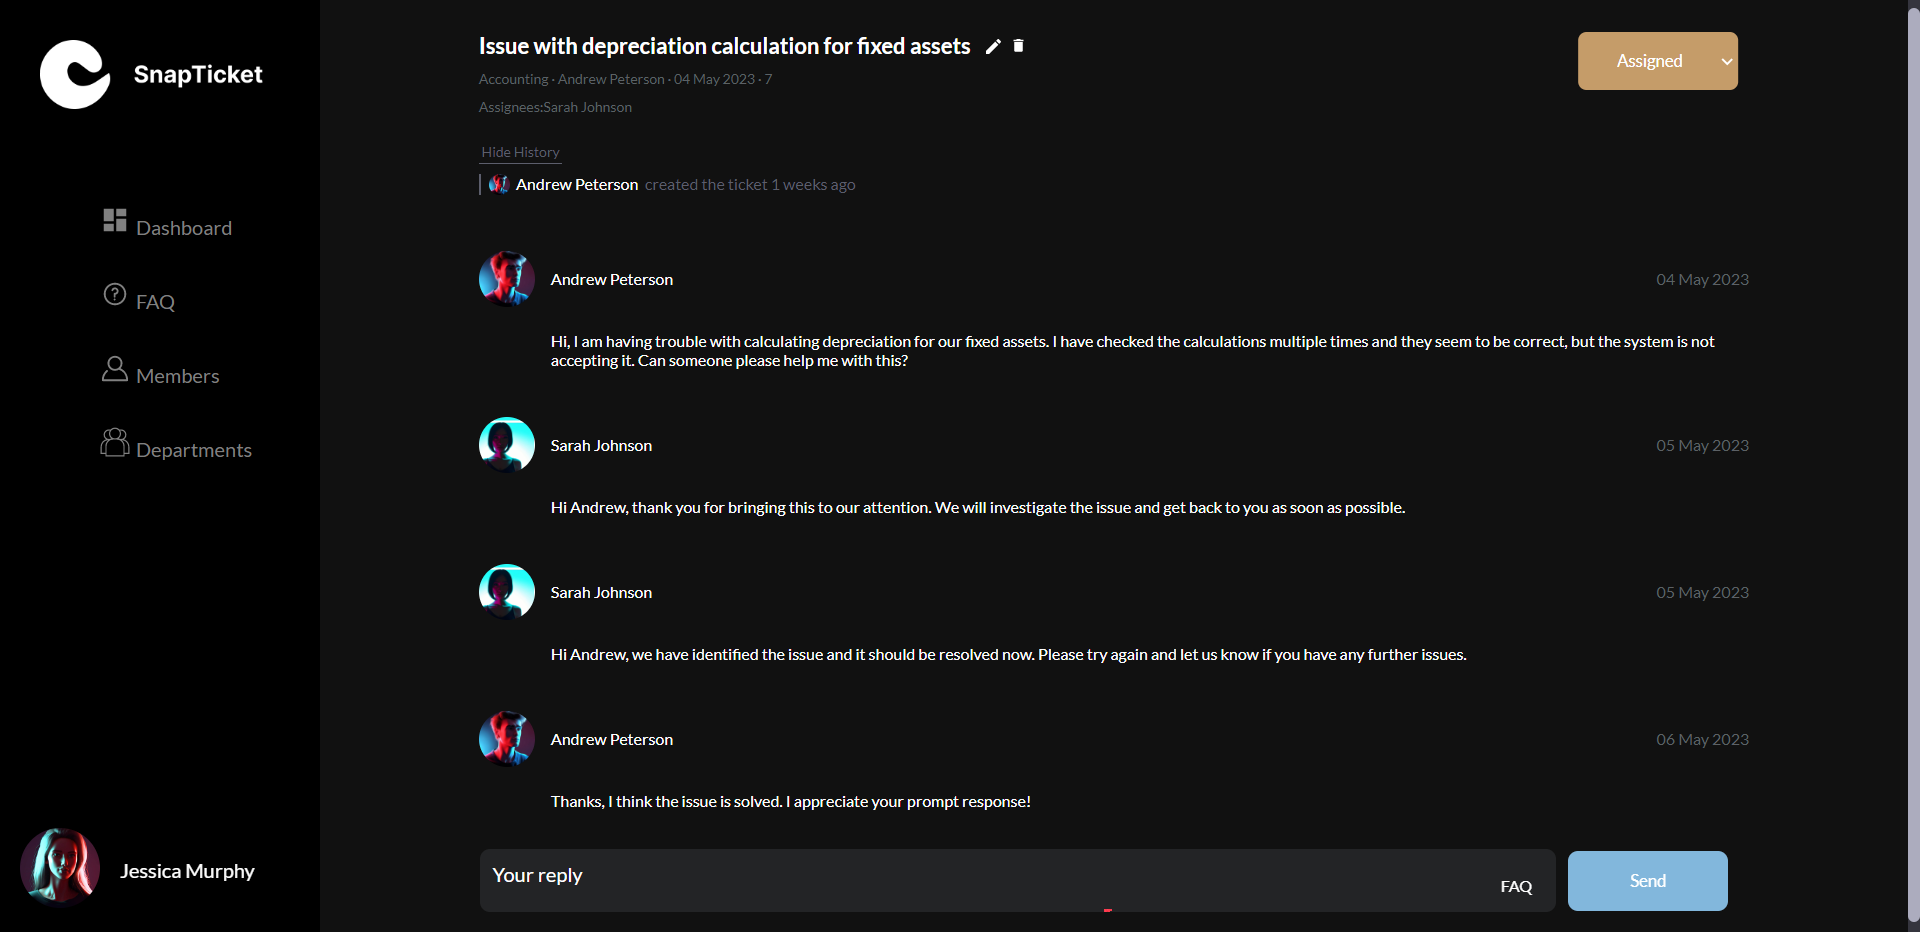 SnapTicket
Dashboard
FAQ
Members
Departments
Jessica Murphy
Issue with depreciation calculation for fixed assets
Accounting · Andrew Peterson · 04 May 2023 · 7
Assignees:Sarah Johnson
Assigned
Hide History
Andrew Peterson created the ticket 1 weeks ago
Andrew Peterson
04 May 2023
Hi, I am having trouble with calculating depreciation for our fixed assets. I have checked the calculations multiple times and they seem to be correct, but the system is not
accepting it. Can someone please help me with this?
Sarah Johnson
05 May 2023
Hi Andrew, thank you for bringing this to our attention. We will investigate the issue and get back to you as soon as possible.
Sarah Johnson
05 May 2023
Hi Andrew, we have identified the issue and it should be resolved now. Please try again and let us know if you have any further issues.
Andrew Peterson
06 May 2023
Thanks, I think the issue is solved. I appreciate your prompt response!
Your reply
FAQ
Send